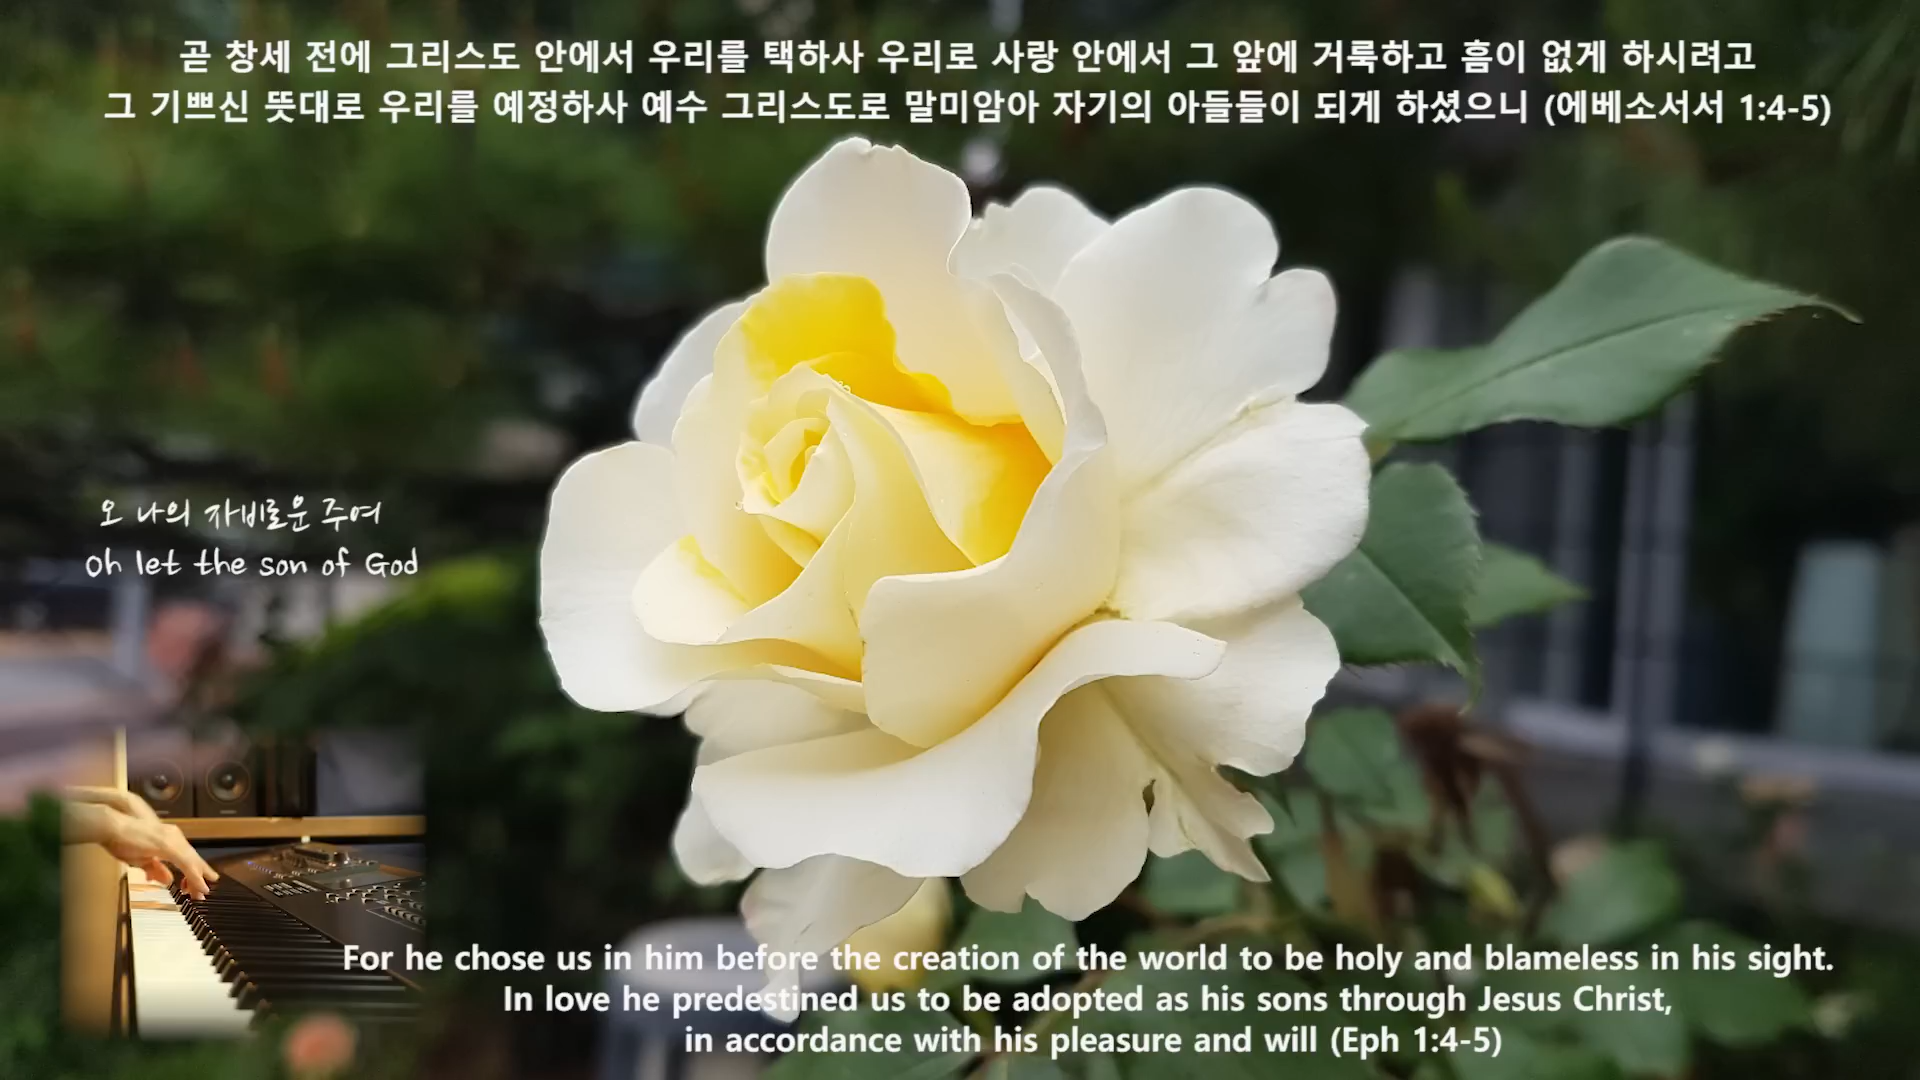 곧 창세 전에 그리스도 안에서 우리를 택하사 우리로 사랑 안에서 그 앞에 거룩하고 흠이 없게 하시려고
그 기쁘신 뜻대로 우리를 예정하사 예수 그리스도로 말미암아 자기의 아들들이 되게 하셨으니 (에베소서서 1:4-5)
오 나의 자비로운 주여
Oh let the son of God
For he chose us in him before the creation of the world to be holy and blameless in his sight.
In love he predestined us to be adopted as his sons through Jesus Christ,
in accordance with his pleasure and will (Eph 1:4-5)